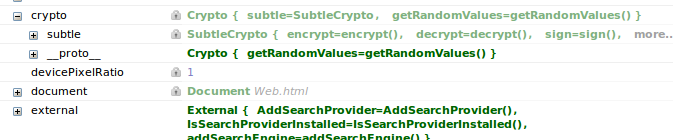 crypto Crypto { subtle=SubtleCrypto, getRandomValues=getRandomValues() }
subtle SubtleCrypto { encrypt=encrypt(), decrypt=decrypt(), sign=sign(), more...
__proto__ Crypto { getRandomValues=getRandomValues() }
devicePixelRatio 1
document Document Web.html
external External { AddSearchProvider=AddSearchProvider(),
IsSearchProviderInstalled=IsSearchProviderInstalled(),
addSearchEngine=addSearchEngine() }